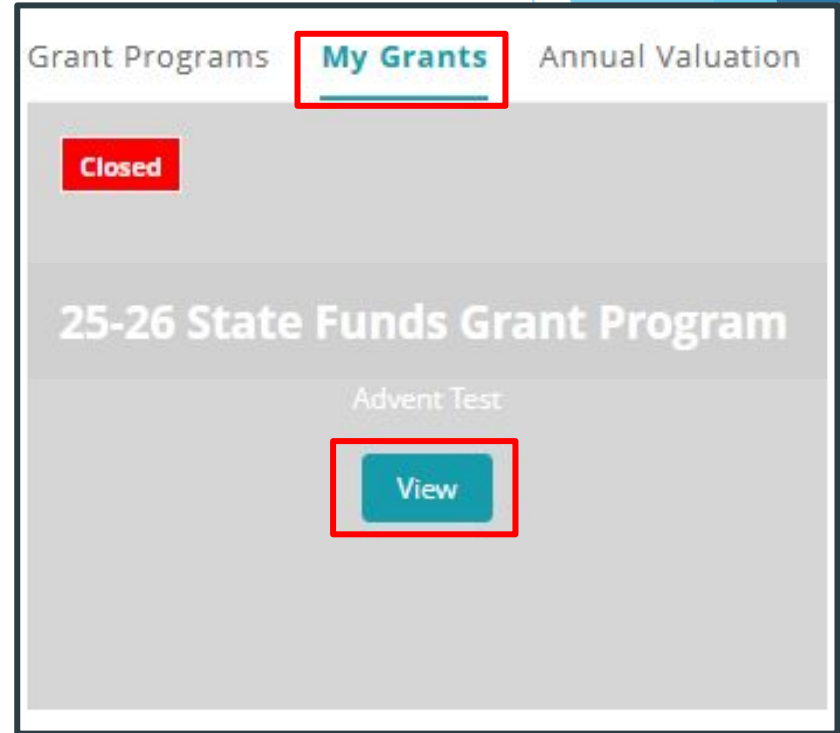 Grant Programs My Grants Annual Valuation
Closed
25-26 State Funds Grant Program
Advent Test
View